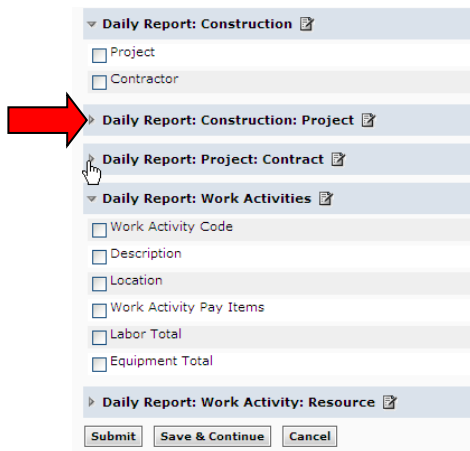 Daily Report: Construction
Project
Contractor
Daily Report: Construction: Project
Daily Report: Project: Contract
Daily Report: Work Activities
Work Activity Code
Description
Location
Work Activity Pay Items
Labor Total
Equipment Total
Daily Report: Work Activity: Resource
Submit Save & Continue Cancel